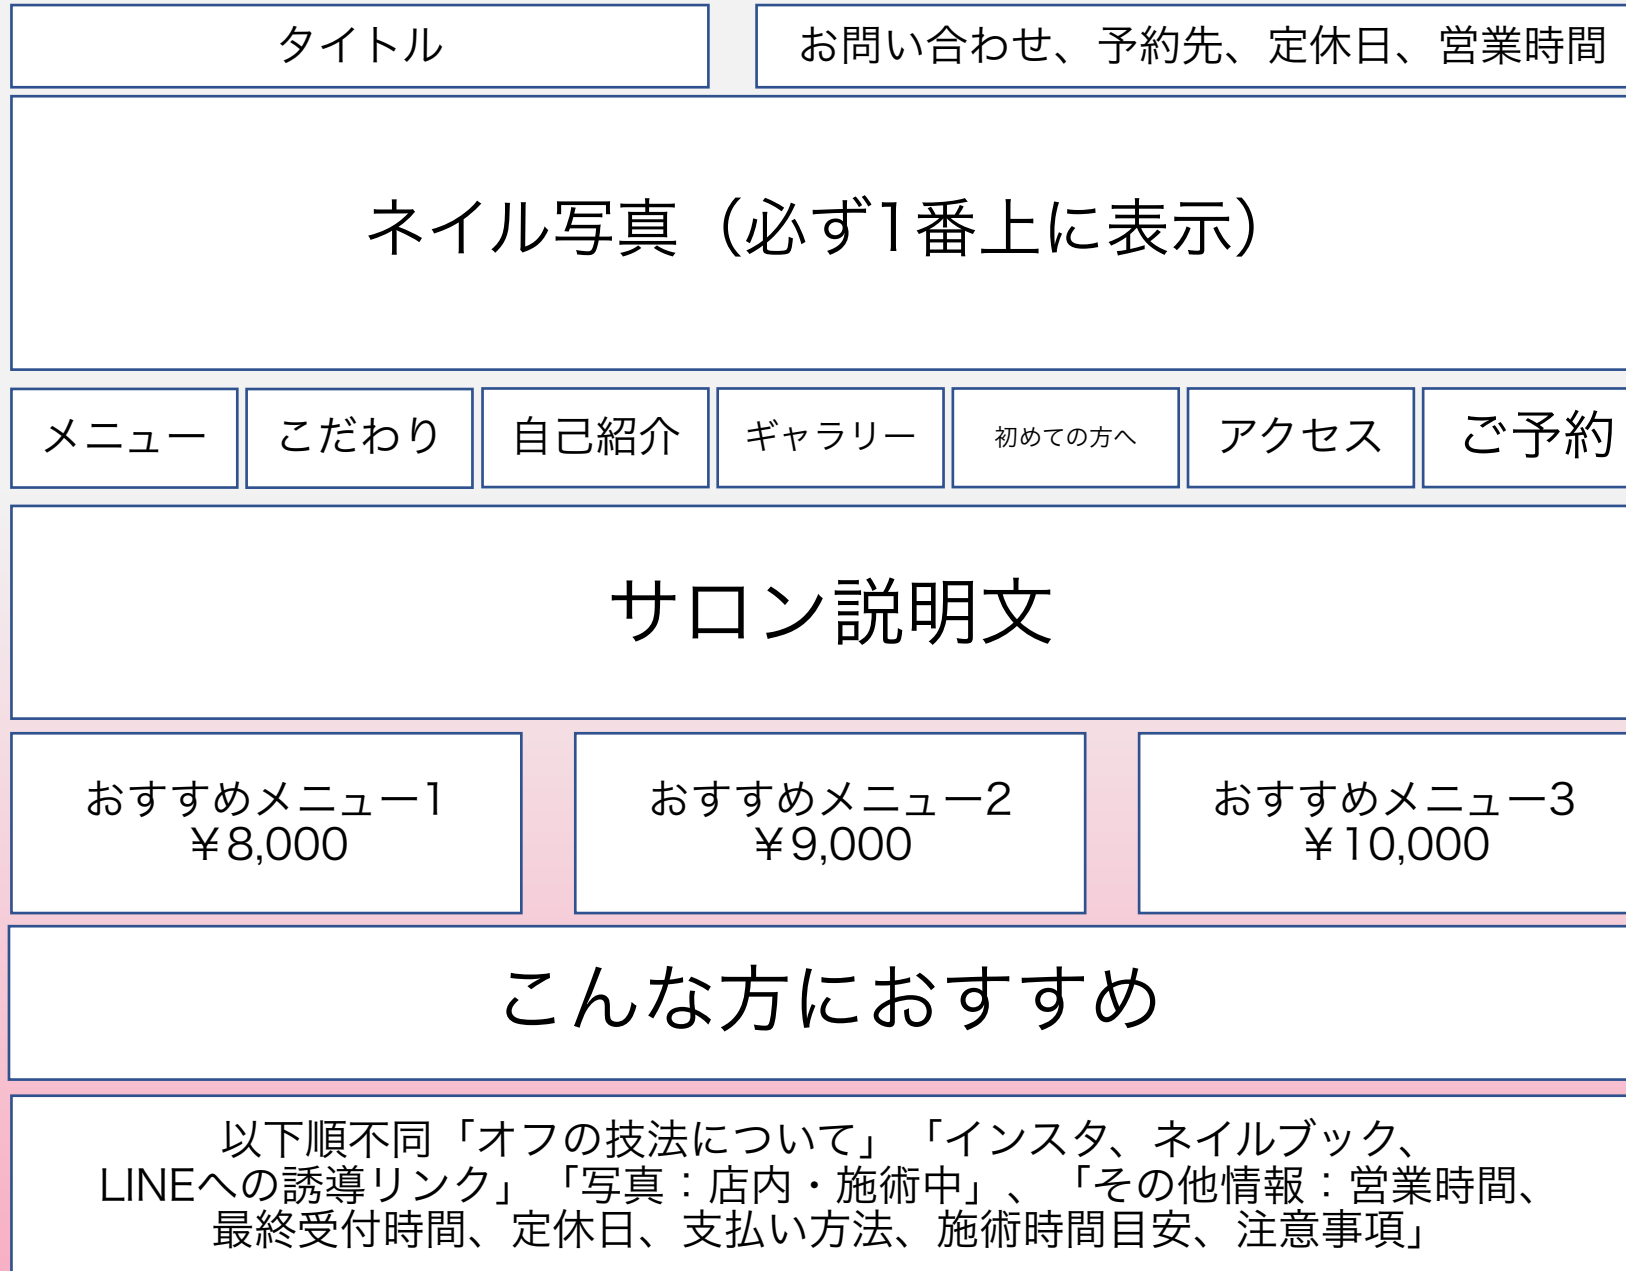 タイトル
お問い合わせ、予約先、定休日、営業時間
ネイル写真（必ず1番上に表示）
メニュー
こだわり
自己紹介
ギャラリー
初めての方へ
アクセス
ご予約
サロン説明文
おすすめメニュー1
￥8,000
おすすめメニュー2
￥9,000
おすすめメニュー3
￥10,000
こんな方におすすめ
以下順不同「オフの技法について」「インスタ、ネイルブック、
LINEへの誘導リンク」「写真：店内・施術中」、「その他情報：営業時間、
最終受付時間、定休日、支払い方法、施術時間目安、注意事項」